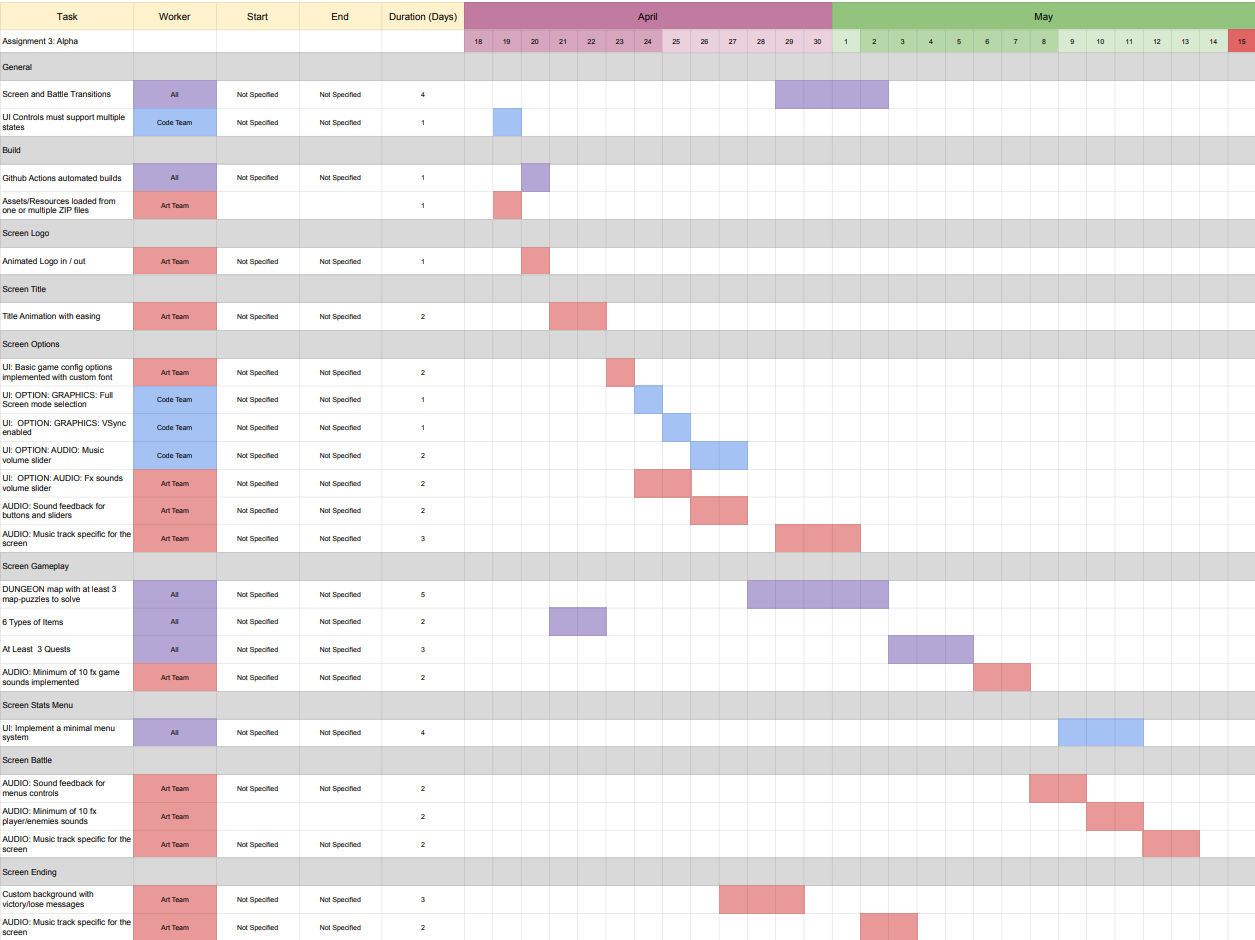 Task Worker Start End Duration (Days) April May
Assignment 3: Alpha 18 19 20 21 22 23 24 25 26 27 28 29 30 1 2 3 4 5 6 7 8 9 10 11 12 13 14 15
General
Screen and Battle Transitions All Not Specified Not Specified 4
UI Controls must support multiple
states
Code Team Not Specified Not Specified 1
Build
Github Actions automated builds All Not Specified Not Specified 1
Assets/Resources loaded from
one or multiple ZIP files
Art Team 1
Screen Logo
Animated Logo in / out Art Team Not Specified Not Specified 1
Screen Title
Title Animation with easing Art Team Not Specified Not Specified 2
Screen Options
UI: Basic game config options
implemented with custom font
Art Team Not Specified Not Specified 2
UI: OPTION: GRAPHICS: Full
Screen mode selection
Code Team Not Specified Not Specified 1
UI: OPTION: GRAPHICS: VSync
enabled
Code Team Not Specified Not Specified 1
UI: OPTION: AUDIO: Music
volume slider
Code Team Not Specified Not Specified 2
UI: OPTION: AUDIO: Fx sounds
volume slider
Art Team Not Specified Not Specified 2
AUDIO: Sound feedback for
buttons and sliders
Art Team Not Specified Not Specified 2
AUDIO: Music track specific for the
screen
Art Team Not Specified Not Specified 3
Screen Gameplay
DUNGEON map with at least 3
map-puzzles to solve
All Not Specified Not Specified 5
6 Types of Items All Not Specified Not Specified 2
At Least 3 Quests All Not Specified Not Specified 3
AUDIO: Minimum of 10 fx game
sounds implemented
Art Team Not Specified Not Specified 2
Screen Stats Menu
UI: Implement a minimal menu
system
All Not Specified Not Specified 4
Screen Battle
AUDIO: Sound feedback for
menus controls
Art Team Not Specified Not Specified 2
AUDIO: Minimum of 10 fx
player/enemies sounds
Art Team 2
AUDIO: Music track specific for the
screen
Art Team Not Specified Not Specified 2
Screen Ending
Custom background with
victory/lose messages
Art Team Not Specified Not Specified 3
AUDIO: Music track specific for the
screen
Art Team Not Specified Not Specified 2